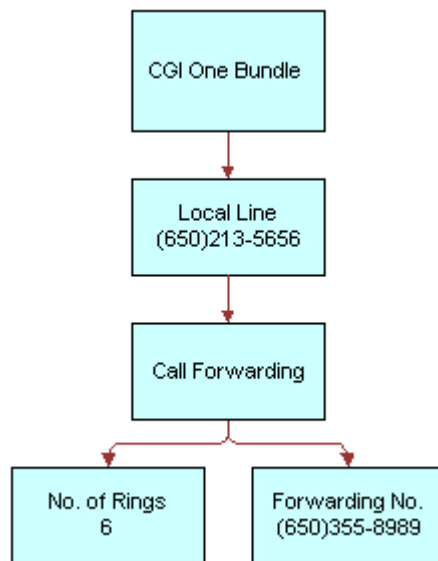 CGI One Bundle
Local Line
(650)213-5656
Call Forwarding
No. of Rings
6
Forwarding No.
(650)355-8989